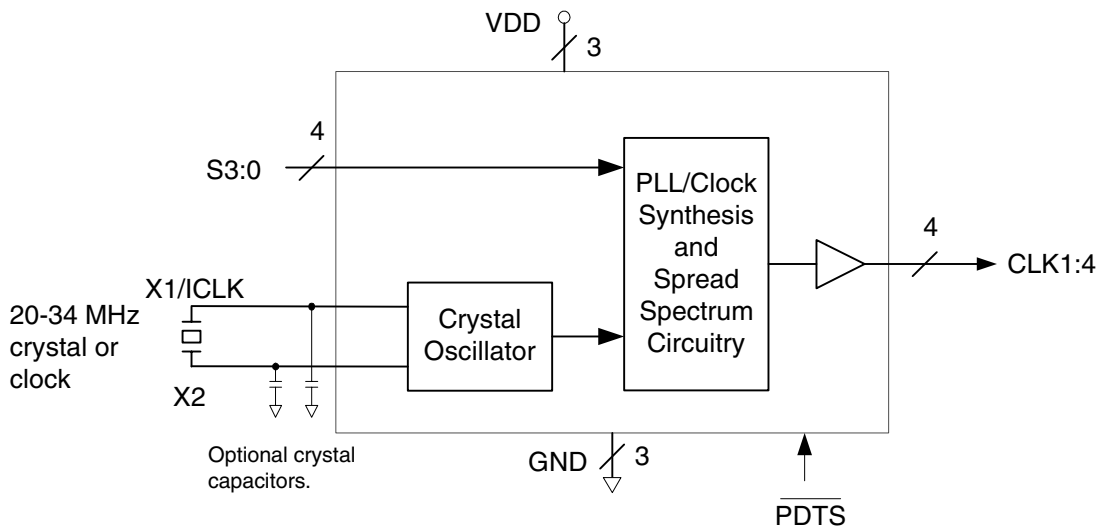 VDD
3
4
S3:0
PLL/Clock
Synthesis
and
Spread
Spectrum
Circuitry
4
CLK1:4
X1/ICLK
20-34 MHz
crystal or
clock
Crystal
Oscillator
X2
Optional crystal
capacitors.
GND
3
PDTS